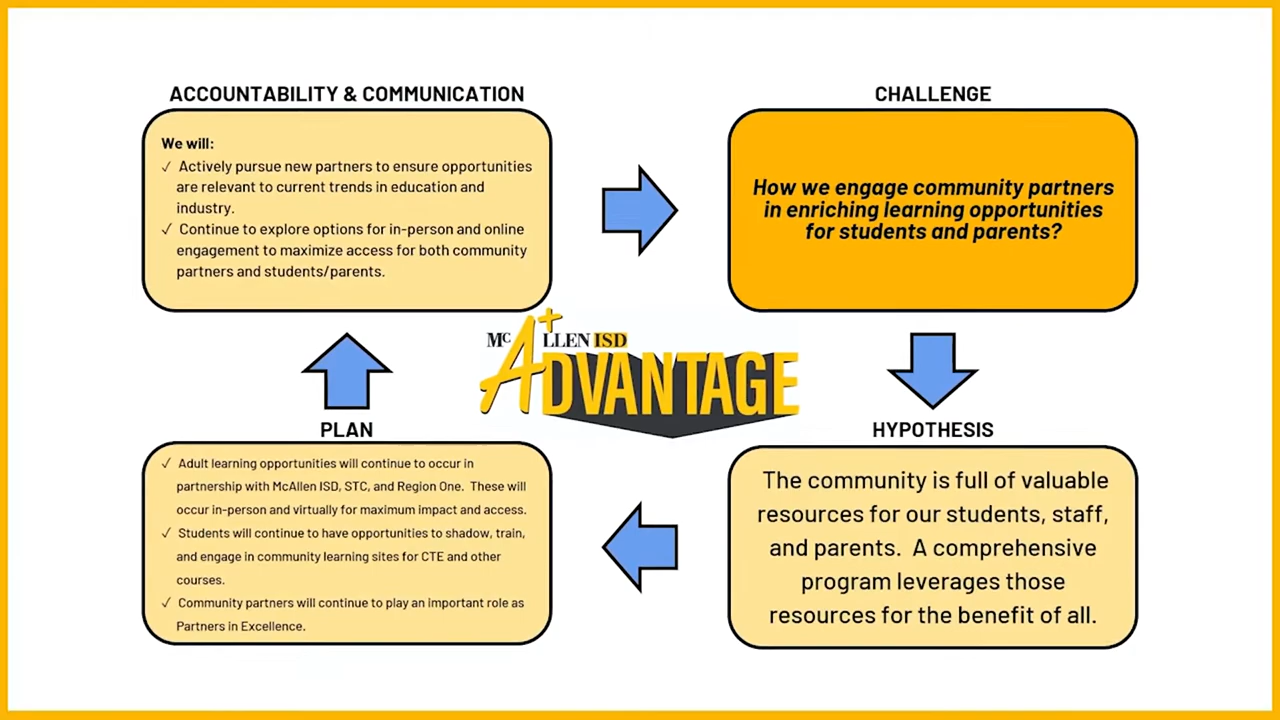 ACCOUNTABILITY & COMMUNICATION
We will:
✓ Actively pursue new partners to ensure opportunities
are relevant to current trends in education and
industry.
✓ Continue to explore options for in-person and online
engagement to maximize access for both community
partners and students/parents.
CHALLENGE
How we engage community partners
in enriching learning opportunities
for students and parents?
McALLEN ISD
A+DVANTAGE
PLAN
✓ Adult learning opportunities will continue to occur in
partnership with McAllen ISD, STC, and Region One. These will
occur in-person and virtually for maximum impact and access.
✓ Students will continue to have opportunities to shadow, train,
and engage in community learning sites for CTE and other
courses.
✓ Community partners will continue to play an important role as
Partners in Excellence.
HYPOTHESIS
The community is full of valuable
resources for our students, staff,
and parents. A comprehensive
program leverages those
resources for the benefit of all.